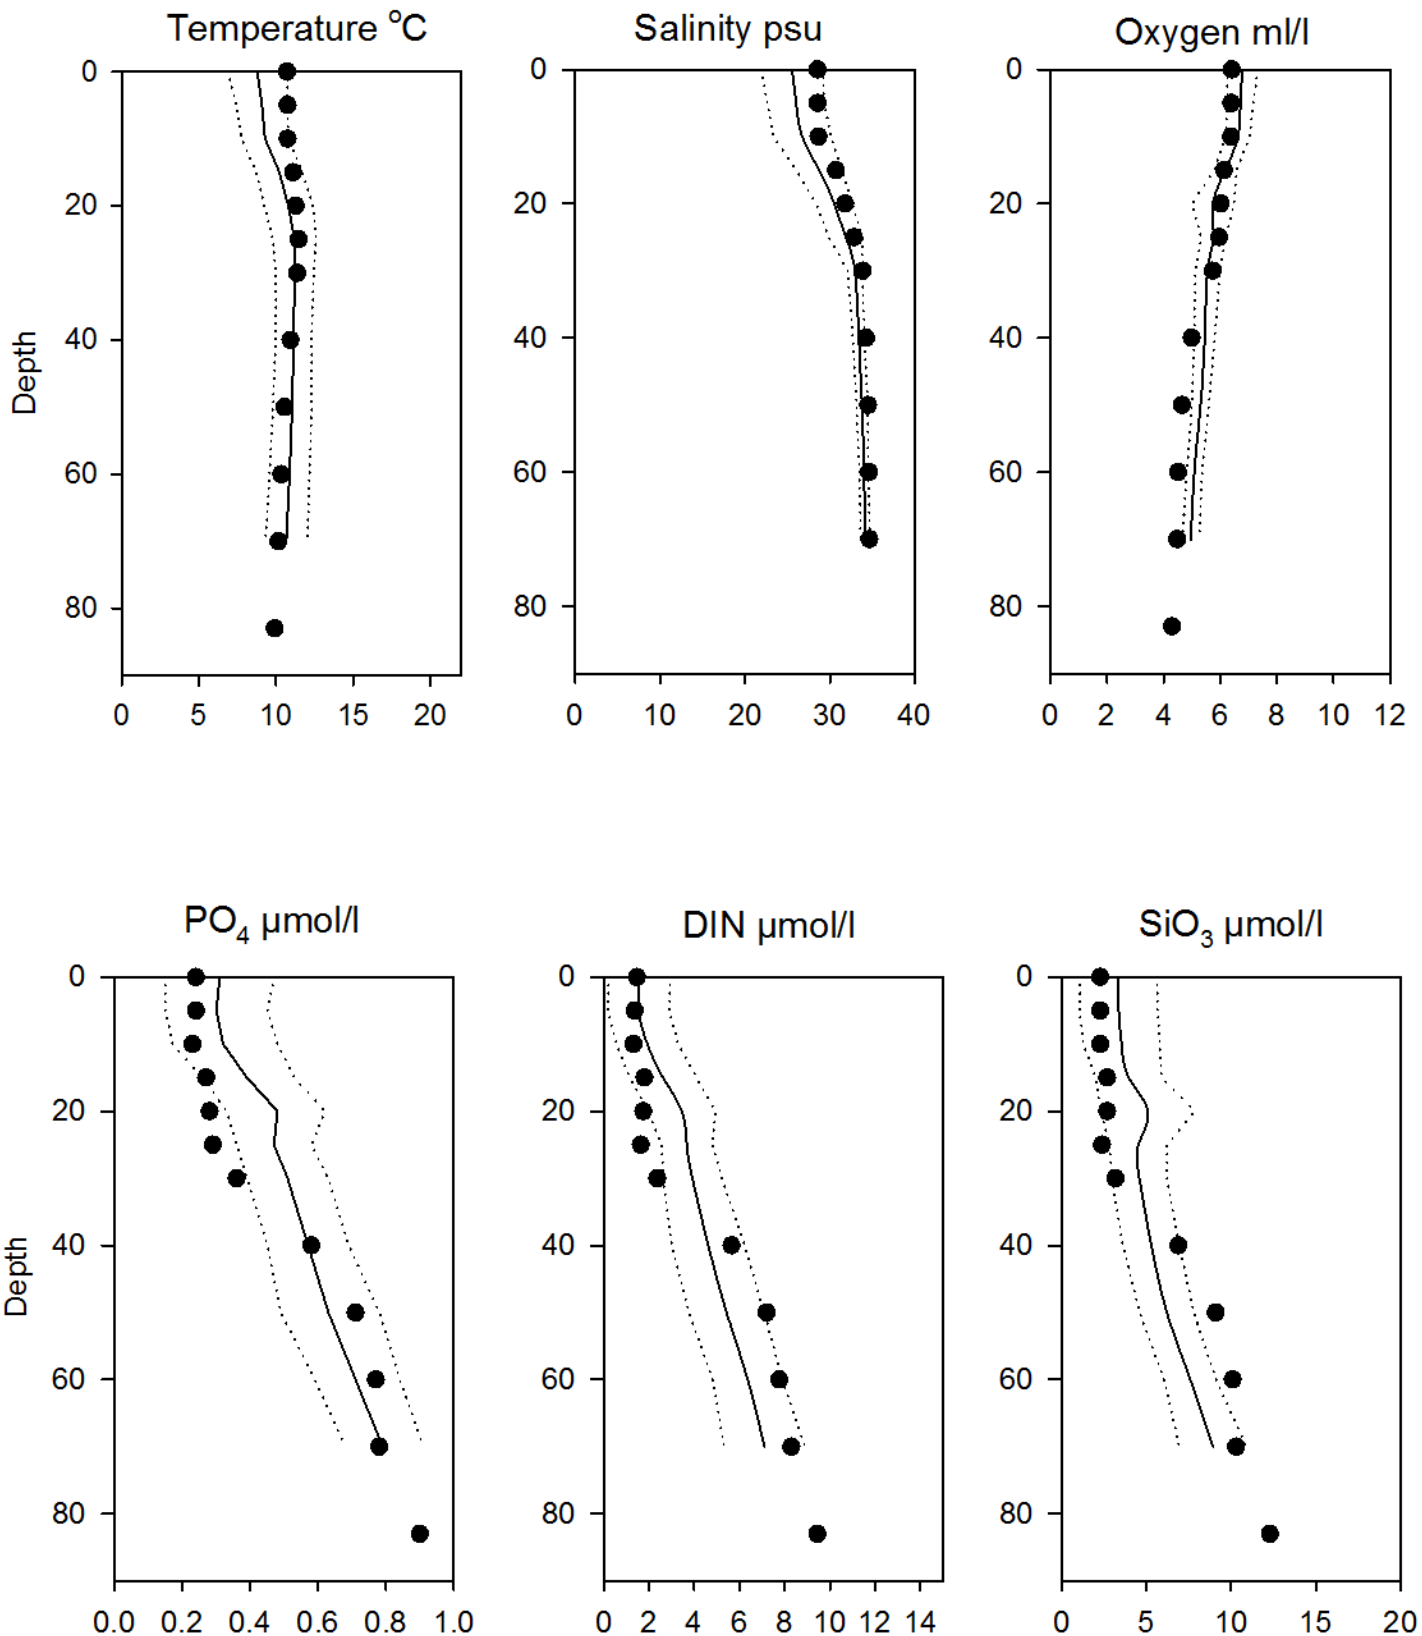 Temperature °C
Salinity psu
Oxygen ml/l
0
20
40
60
80
Depth
0 5 10 15 20
0
20
40
60
80
0 10 20 30 40
0
20
40
60
80
0 2 4 6 8 10 12
PO₄ µmol/l
DIN µmol/l
SiO₃ µmol/l
0
20
40
60
80
Depth
0.0 0.2 0.4 0.6 0.8 1.0
0
20
40
60
80
0 2 4 6 8 10 12 14
0
20
40
60
80
0 5 10 15 20